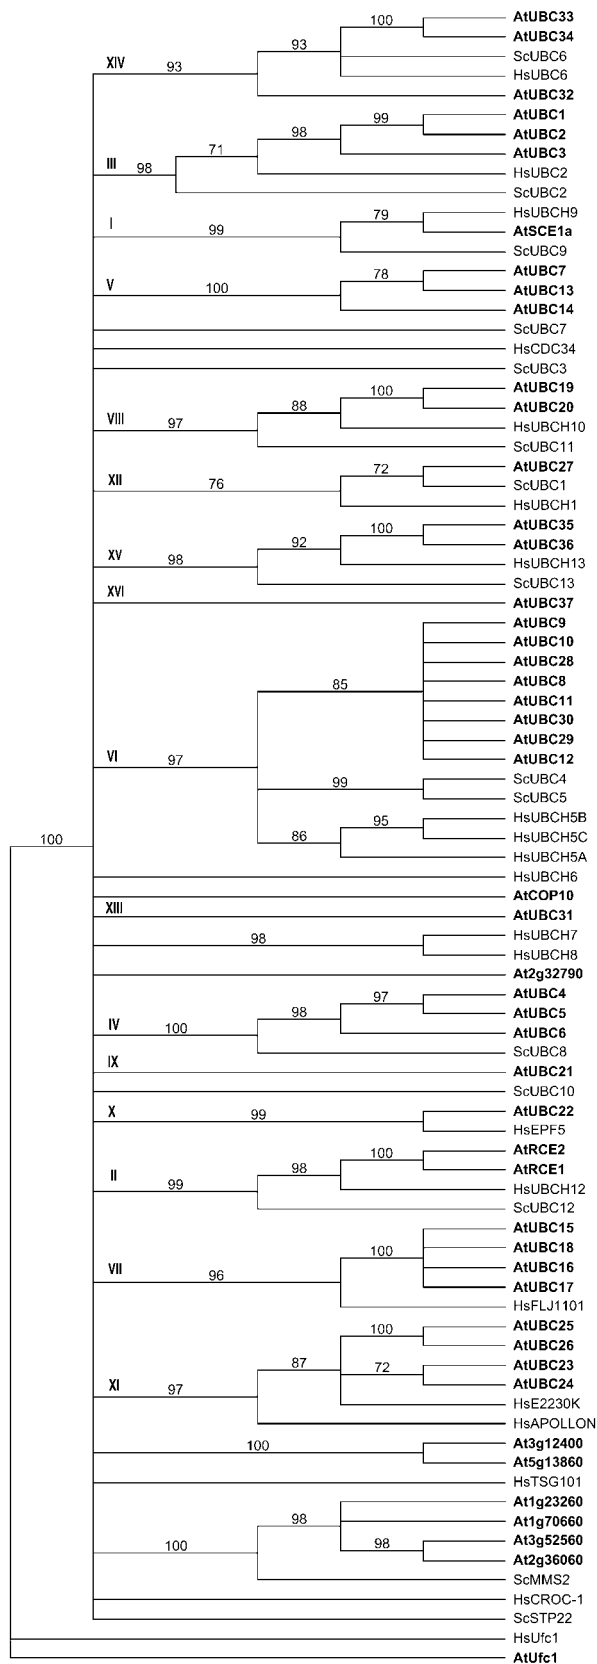 AtUBC33
100
AtUBC34
93
ScUBC6
XIV
93
HsUBC6
AtUBC32
AtUBC1
99
AtUBC2
98
AtUBC3
71
III
98
HsUBC2
ScUBC2
HsUBCH9
79
I
99
AtSCE1a
ScUBC9
AtUBC7
78
V
100
AtUBC13
AtUBC14
ScUBC7
HsCDC34
ScUBC3
AtUBC19
100
88
AtUBC20
VIII
97
HsUBCH10
ScUBC11
AtUBC27
72
XII
76
ScUBC1
HsUBCH1
AtUBC35
100
92
AtUBC36
XV
98
HsUBCH13
ScUBC13
XVI
AtUBC37
AtUBC9
AtUBC10
AtUBC28
85
AtUBC8
AtUBC11
AtUBC30
AtUBC29
VI
97
AtUBC12
99
ScUBC4
ScUBC5
HsUBCH5B
95
86
HsUBCH5C
100
HsUBCH5A
HsUBCH6
AtCOP10
XIII
AtUBC31
98
HsUBCH7
HsUBCH8
At2g32790
AtUBC4
97
98
AtUBC5
IV
100
AtUBC6
ScUBC8
IX
AtUBC21
ScUBC10
X
99
AtUBC22
HsEPF5
AtRCE2
100
98
AtRCE1
II
99
HsUBCH12
ScUBC12
AtUBC15
100
AtUBC18
VII
96
AtUBC16
AtUBC17
HsFLJ1101
AtUBC25
100
AtUBC26
87
72
AtUBC23
XI
97
AtUBC24
HsE2230K
HsAPOLLON
100
At3g12400
At5g13860
HsTSG101
At1g23260
98
At1g70660
98
At3g52560
100
At2g36060
ScMMS2
HsCROC-1
ScSTP22
HsUfc1
AtUfc1